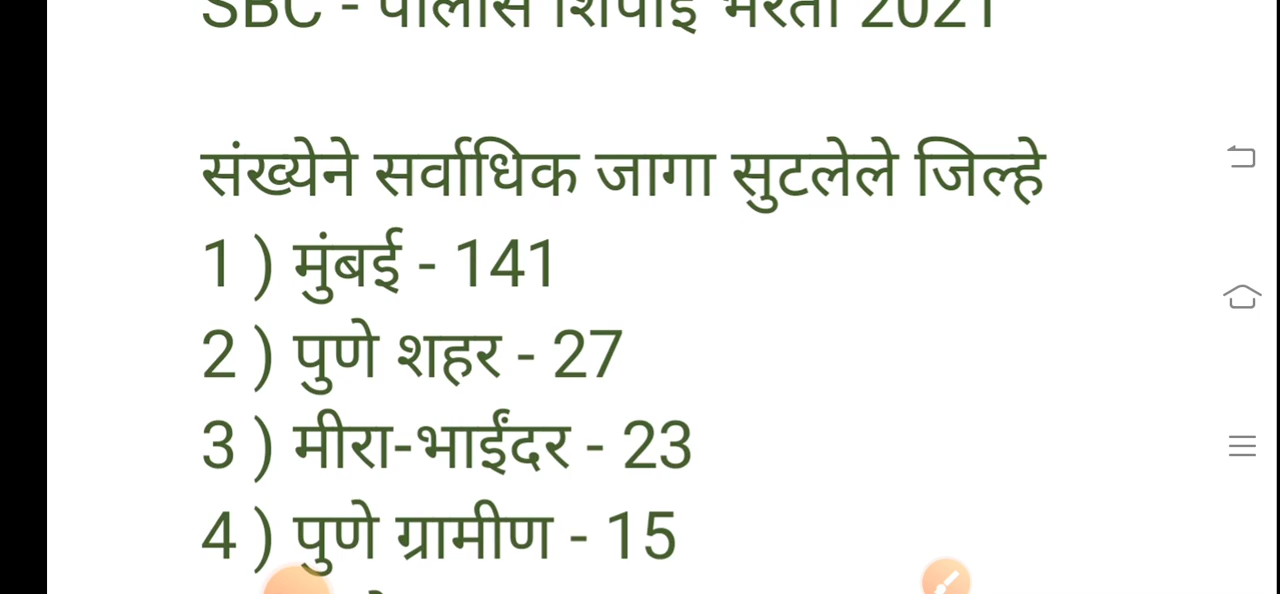 SBC - पोलीस शिपाई भरती 2021
संख्येने सर्वाधिक जागा सुटलेले जिल्हे
1 ) मुंबई - 141
2 ) पुणे शहर - 27
3 ) मीरा-भाईंदर - 23
4 ) पुणे ग्रामीण - 15